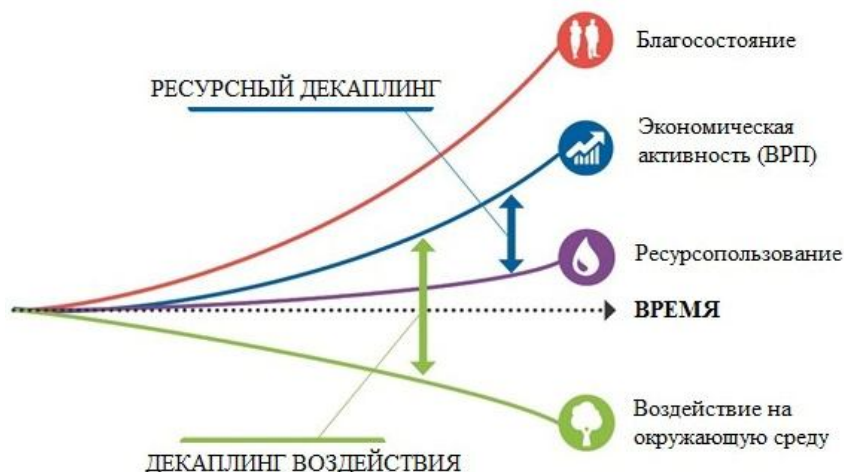 Благосостояние
РЕСУРСНЫЙ ДЕКАПЛИНГ
Экономическая
активность (ВРП)
Ресурсопользование
ВРЕМЯ
Воздействие на
окружающую среду
ДЕКАПЛИНГ ВОЗДЕЙСТВИЯ